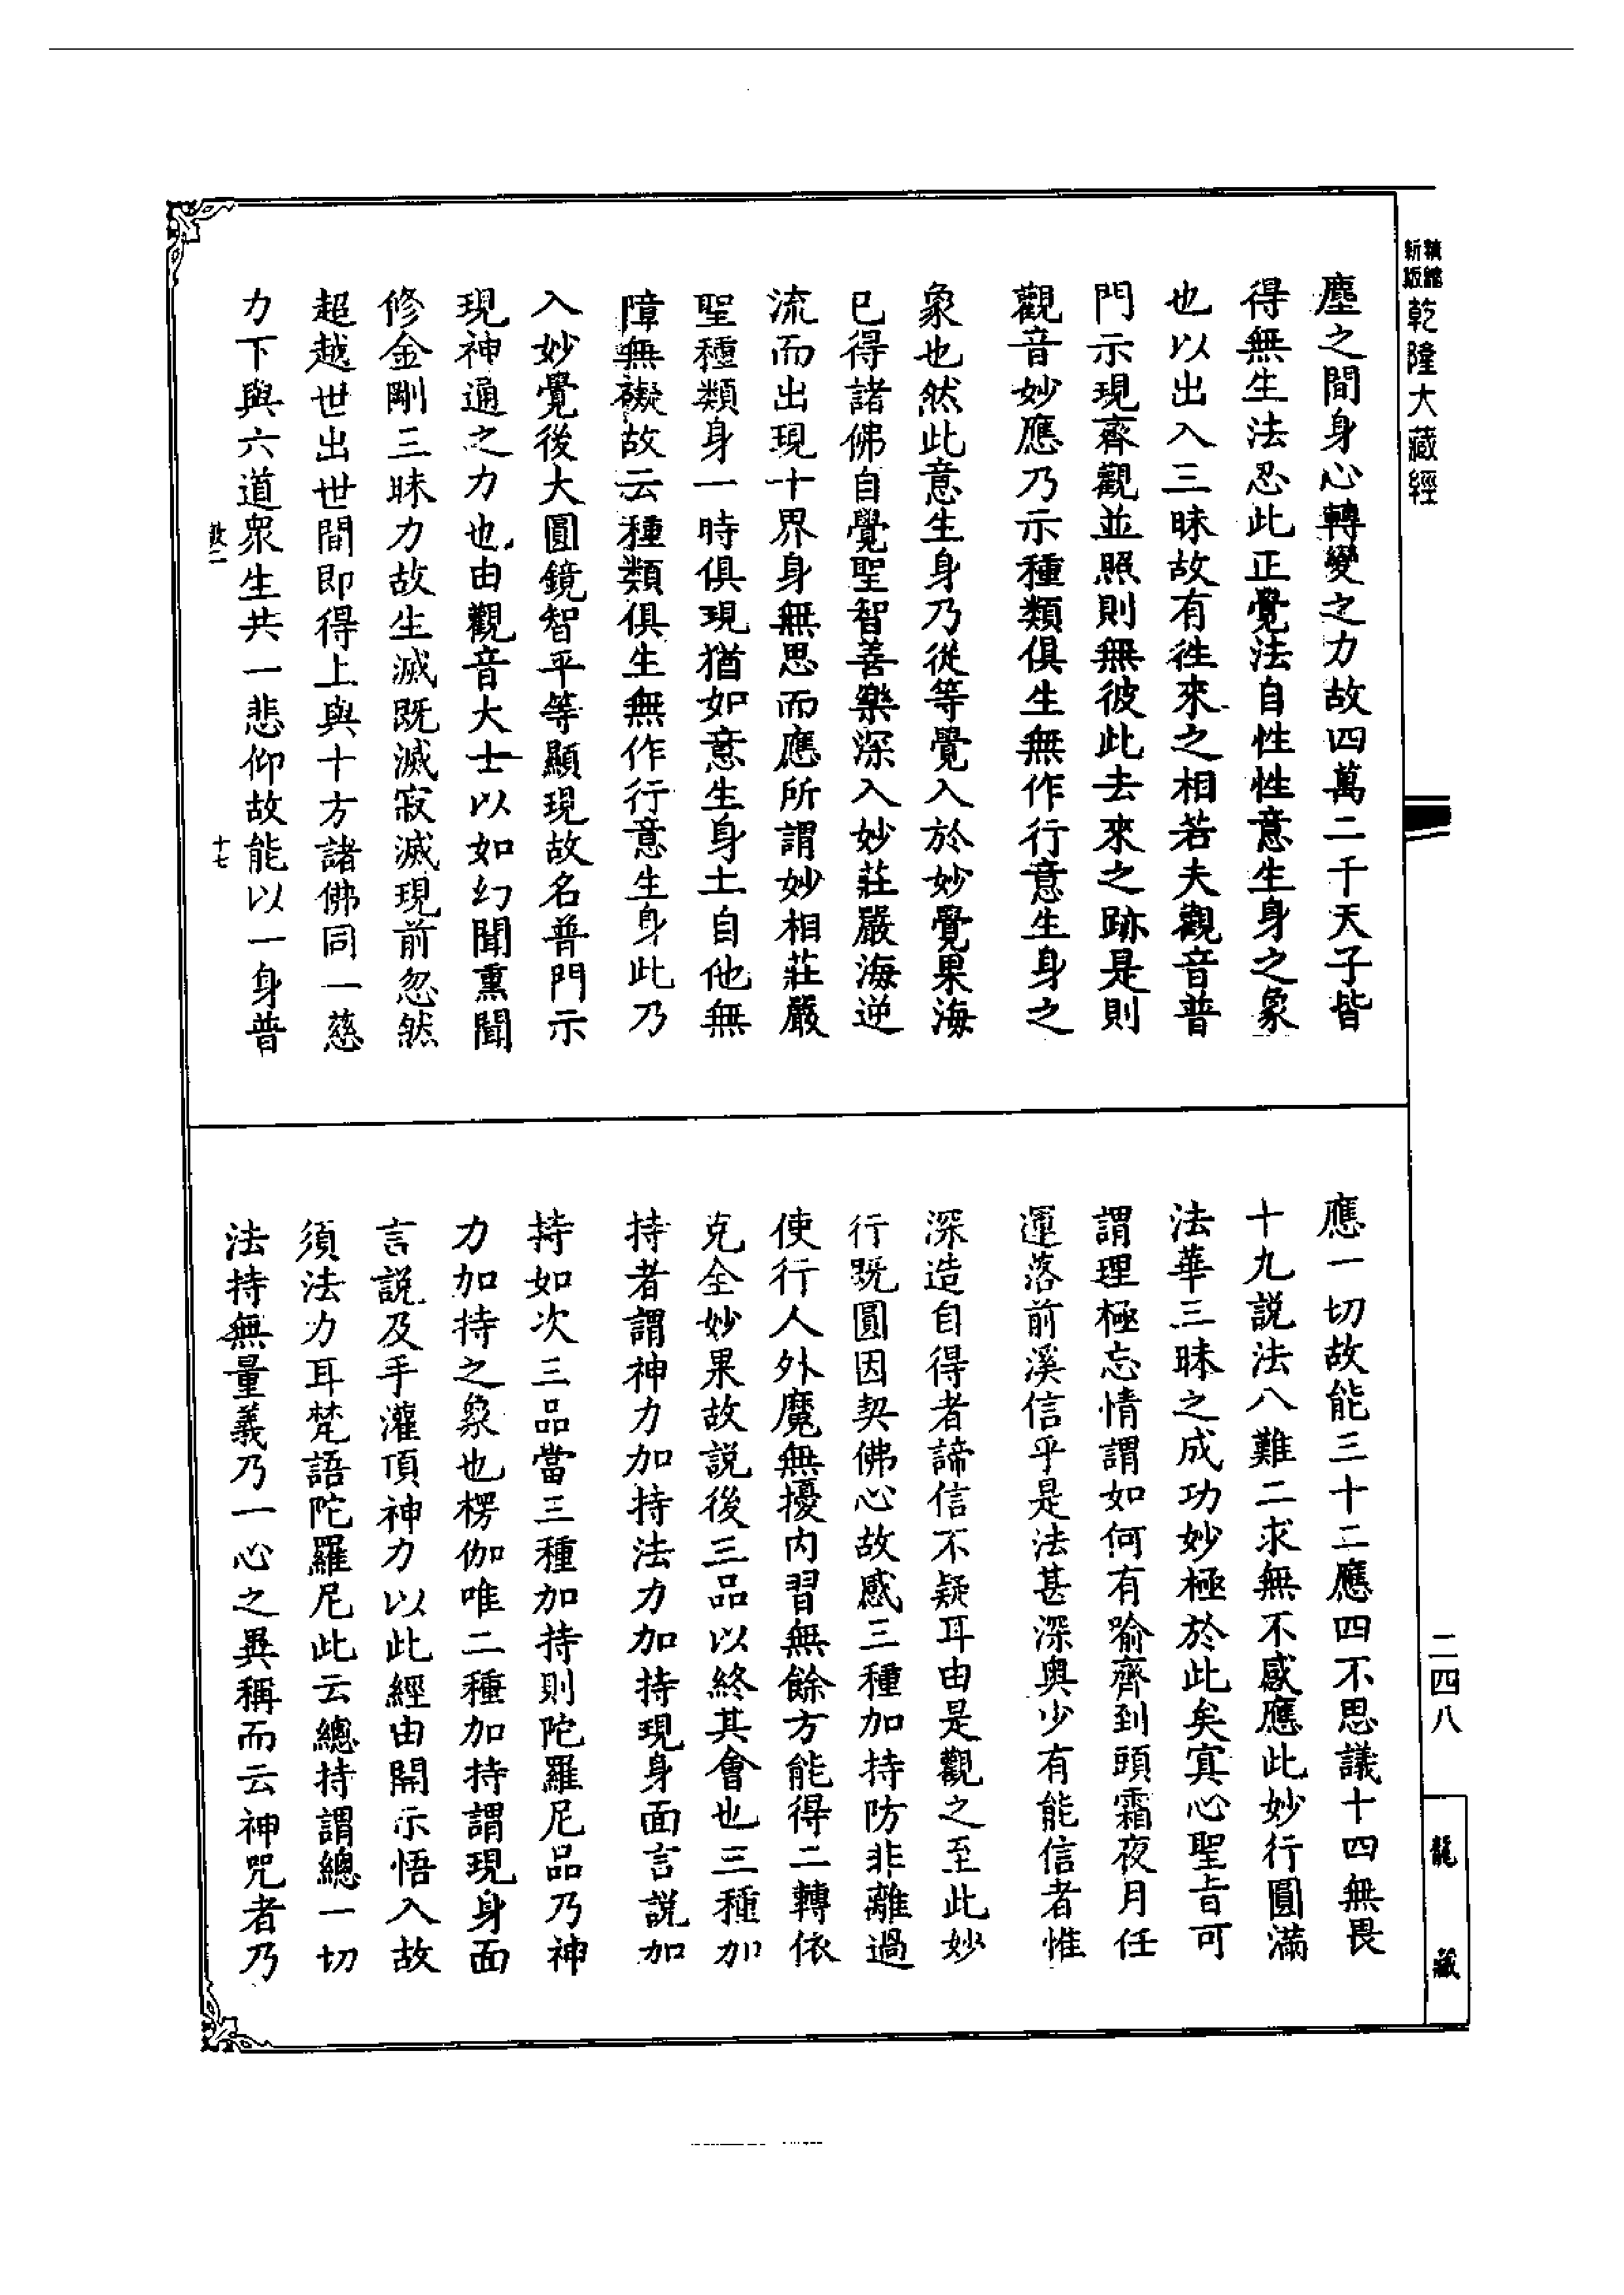 精縮新版乾隆大藏經
塵之間身心轉變之力故四萬二千天子皆
得無生法忍此正覺法自性性意生身之象
也以出入三昧故有徃來之相若夫觀音普
門示現齊觀並照則無彼此去來之跡是則
觀音妙應乃示種類俱生無作行意生身之
象也然此意生身乃從等覺入於妙覺果海
已得諸佛自覺聖智善樂深入妙莊嚴海逆
流而出現十界身無思而應所謂妙相莊嚴
聖種類身一時俱現猶如意生身土自他無
障無礙故云種類俱生無作行意生身此乃
入妙覺後大圓鏡智平等顯現故名普門示
現神通之力也由觀音大士以如幻聞熏聞
修金剛三昧力故生滅既滅寂滅現前忽然
超越世出世間即得上與十方諸佛同一慈
力下與六道衆生共一悲仰故能以一身普
十七
應一切故能三十二應四不思議十四無畏
十九說法八難二求無不感應此妙行圓滿
法華三昧之成功妙極於此矣寘心聖旨可
謂理極忘情謂如何有喻齊到頭霜夜月任
運落前溪信乎是法甚深奥少有能信者惟
深造自得者諦信不疑耳由是觀之至此妙
行既圓因契佛心故感三種加持防非離過
使行人外魔無擾內習無餘方能得二轉依
克全妙果故說後三品以終其會也三種加
持者謂神力加持法力加持現身面言說加
持如次三品當三種加持則陀羅尼品乃神
力加持之象也楞伽唯二種加持謂現身面
言說及手灌頂神力以此經由開示悟入故
須法力耳梵語陀羅尼此云總持謂總一切
法持無量義乃一心之異稱而云神呪者乃
二四八
龍藏